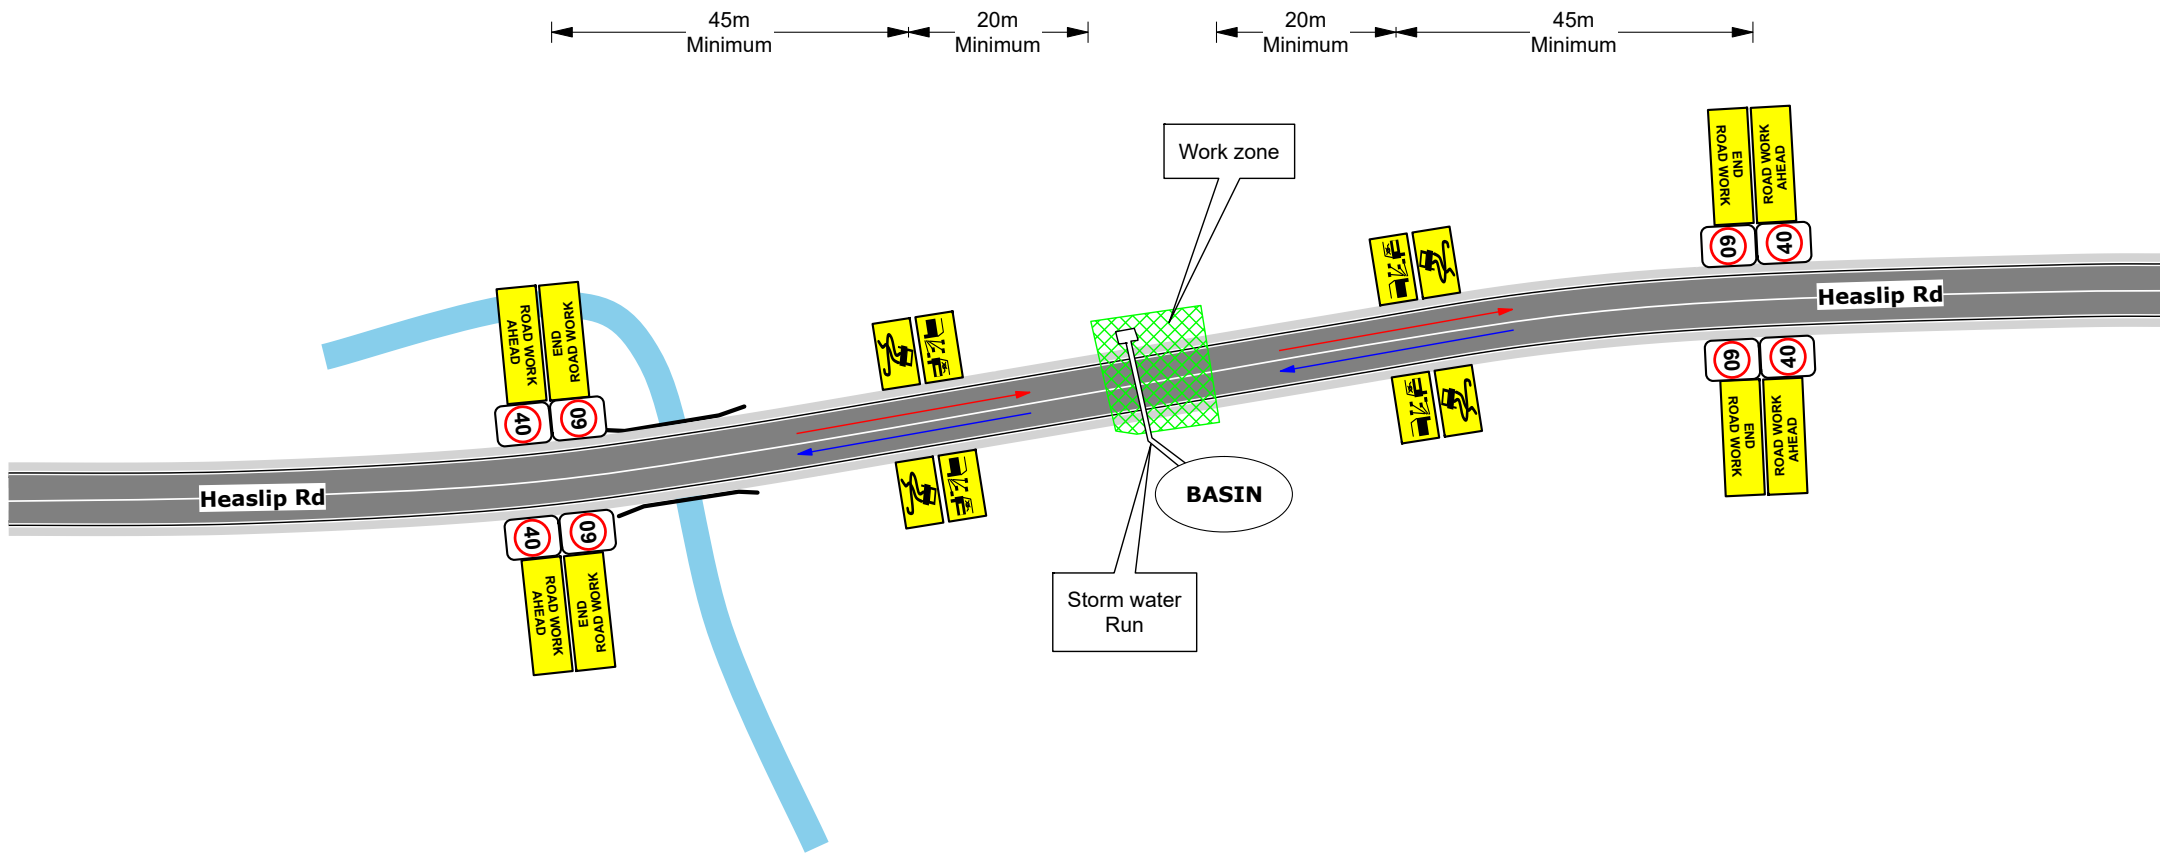 45m
Minimum
20m
Minimum
20m
Minimum
45m
Minimum
Work zone
END
ROAD WORK
ROAD WORK
AHEAD
60
40
ROAD WORK
AHEAD
END
ROAD WORK
40
60
Heaslip Rd
60
40
END
ROAD WORK
ROAD WORK
AHEAD
Heaslip Rd
BASIN
40
60
ROAD WORK
AHEAD
END
ROAD WORK
Storm water
Run